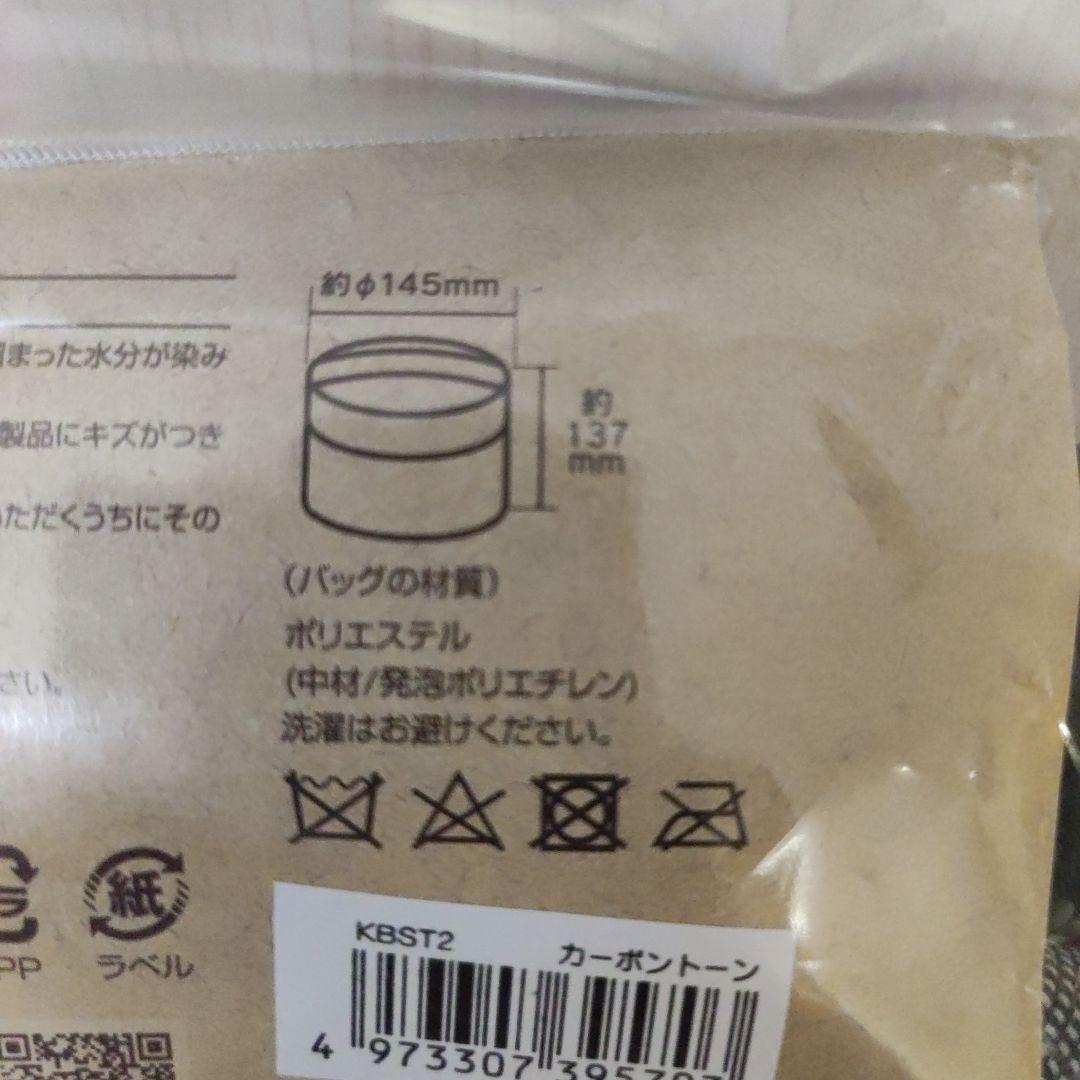 約φ145mm
約
137
mm
まった水分が染み
製品にキズがつき
ただくうちにその
さい。
(バッグの材質)
ポリエステル
(中材/発泡ポリエチレン)
洗濯はお避けください。
紙
PP
ラベル
KBST2
カーボントーン
4 973307